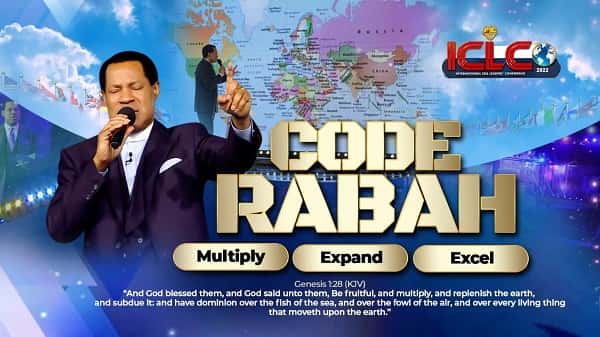 ICLC
INTERNATIONAL CELL LEADERS' CONFERENCE
2022
RUSSIA
CHINA
CODE
RABAH
Multiply Expand Excel
Genesis 1:28 (KJV)
"And God blessed them, and God said unto them, Be fruitful, and multiply, and replenish the earth,
and subdue it: and have dominion over the fish of the sea, and over the fowl of the air, and over every living thing
that moveth upon the earth."